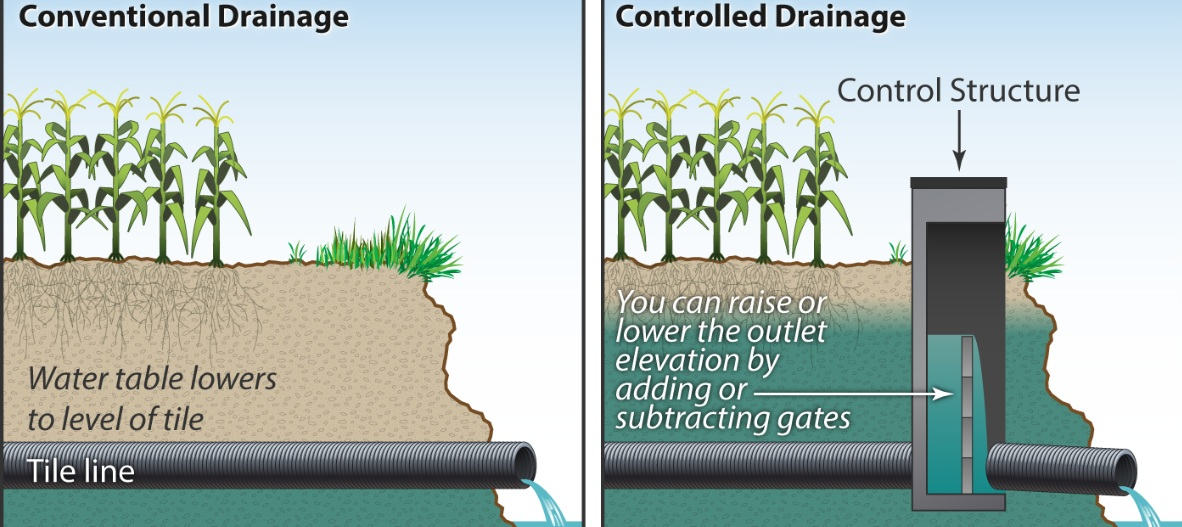 Conventional Drainage
Water table lowers
to level of tile
Tile line
Controlled Drainage
Control Structure
You can raise or
lower the outlet
elevation by
adding or
subtracting gates